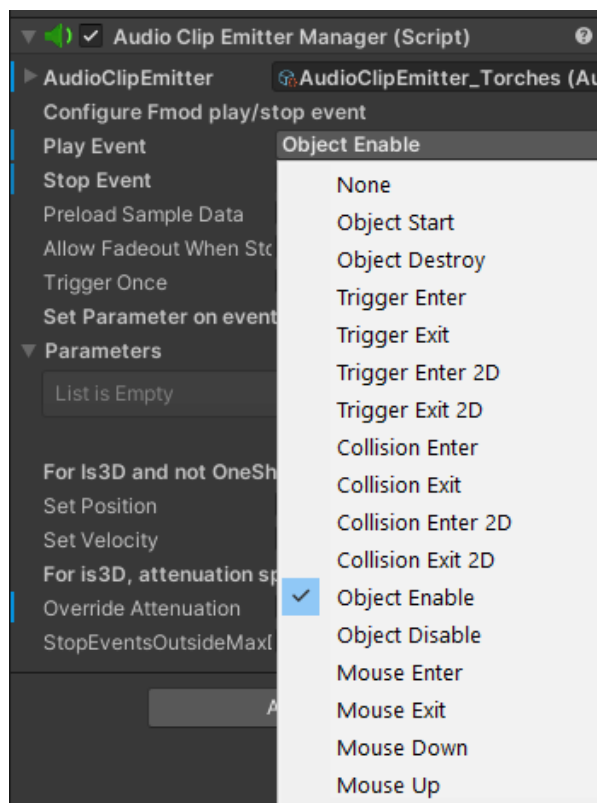 Audio Clip Emitter Manager (Script)
AudioClipEmitter AudioClipEmitter_Torches (Au
Configure Fmod play/stop event
Play Event Object Enable
Stop Event
Preload Sample Data
Allow Fadeout When Sto
Trigger Once
Set Parameter on event
Parameters
List is Empty
For Is3D and not OneSh
Set Position
Set Velocity
For is3D, attenuation sp
Override Attenuation
StopEventsOutsideMax
A
None
Object Start
Object Destroy
Trigger Enter
Trigger Exit
Trigger Enter 2D
Trigger Exit 2D
Collision Enter
Collision Exit
Collision Enter 2D
Collision Exit 2D
Object Enable
Object Disable
Mouse Enter
Mouse Exit
Mouse Down
Mouse Up